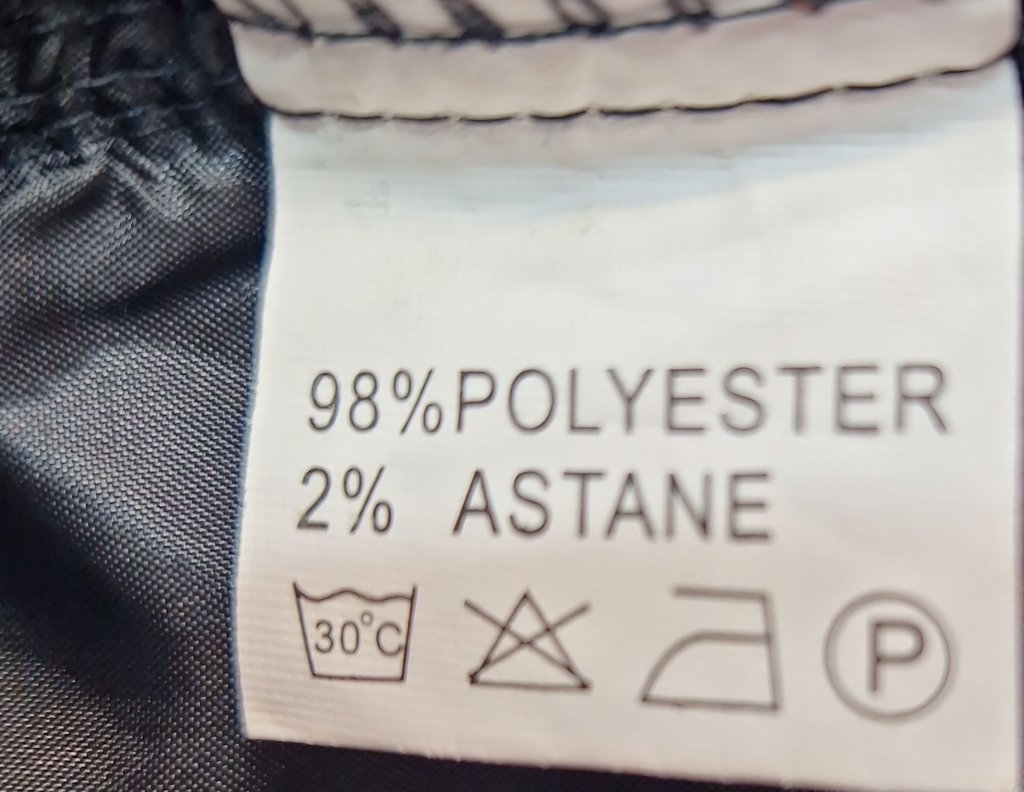 98%POLYESTER
2% ASTANE
30°C
P